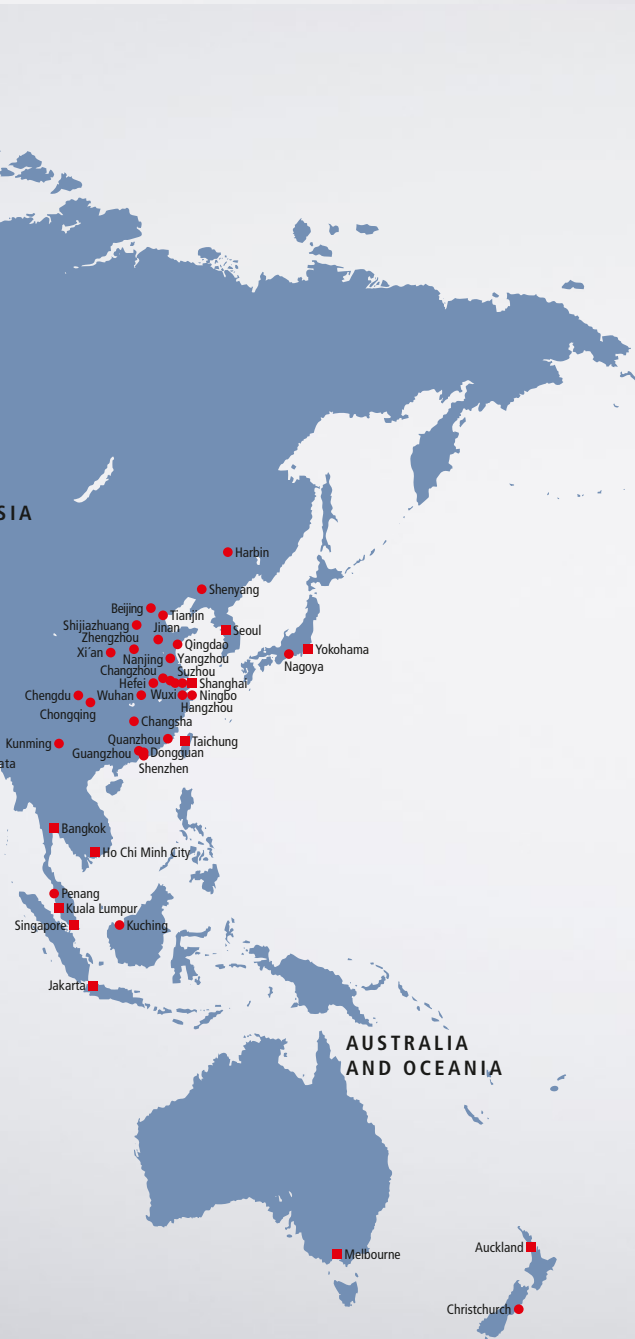 SIA
Harbin
Shenyang
Beijing
Tianjin
Shijiazhuang
Jinan
Seoul
Zhengzhou
Qingdao
Yokohama
Xi´an
Nanjing
Yangzhou
Nagoya
Changzhou
Suzhou
Hefei
Shanghai
Chengdu
Wuhan
Wuxi
Ningbo
Hangzhou
Chongqing
Changsha
Quanzhou
Taichung
Kunming
Guangzhou
Dongguan
ata
Shenzhen
Bangkok
Ho Chi Minh City
Penang
Kuala Lumpur
Singapore
Kuching
Jakarta
AUSTRALIA
AND OCEANIA
Auckland
Melbourne
Christchurch